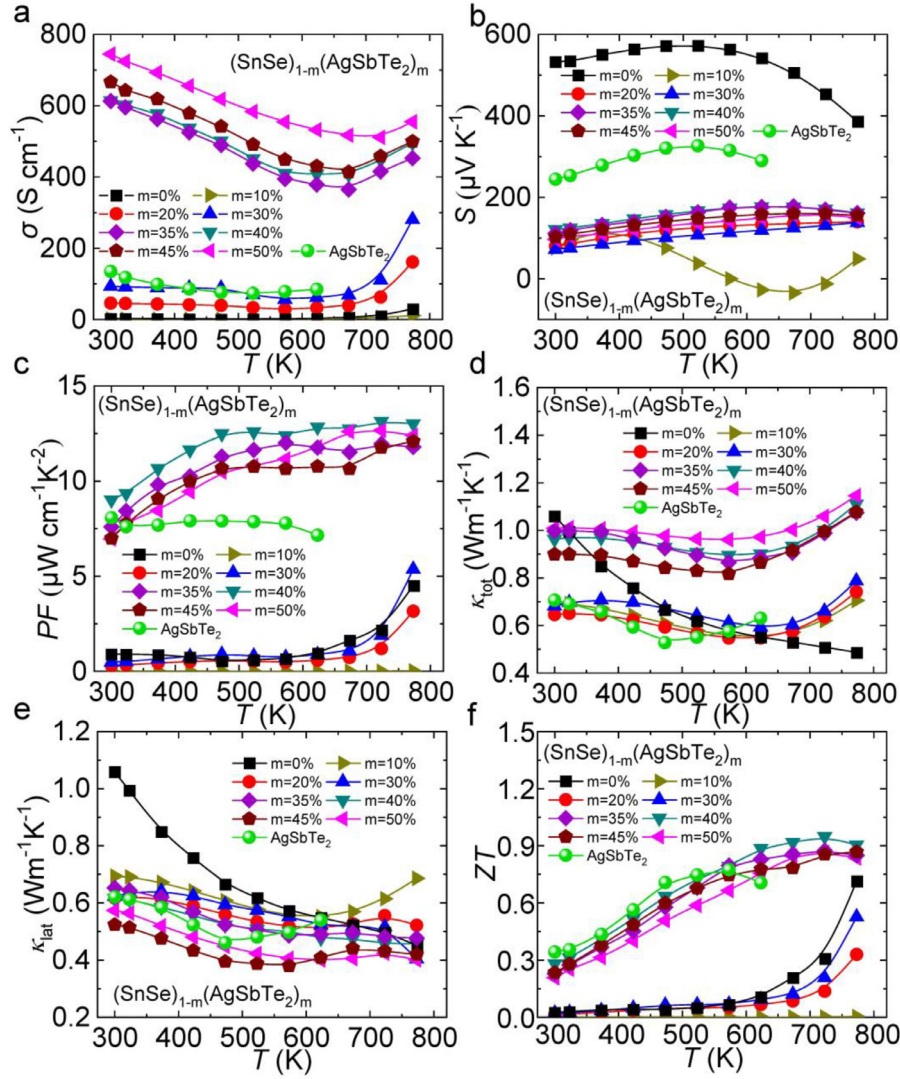 a
(SnSe)1-m(AgSbTe2)m
σ (S cm-1)
800
600
400
200
0
m=0% m=10%
m=20% m=30%
m=35% m=40%
m=45% m=50% AgSbTe2
300 400 500 600 700 800
T (K)
b
S (µV K-1)
600
400
200
0
m=0% m=10%
m=20% m=30%
m=35% m=40%
m=45% m=50% AgSbTe2
(SnSe)1-m(AgSbTe2)m
300 400 500 600 700 800
T (K)
c
(SnSe)1-m(AgSbTe2)m
PF (µW cm-1K-2)
15
10
5
0
m=0% m=10%
m=20% m=30%
m=35% m=40%
m=45% m=50%
AgSbTe2
300 400 500 600 700 800
T (K)
d
(SnSe)1-m(AgSbTe2)m
κtot (Wm-1K-1)
1.6
1.4
1.2
1.0
0.8
0.6
0.4
m=0% m=10%
m=20% m=30%
m=35% m=40%
m=45% m=50%
AgSbTe2
300 400 500 600 700 800
T (K)
e
κlat (Wm-1K-1)
1.2
1.0
0.8
0.6
0.4
0.2
m=0% m=10%
m=20% m=30%
m=35% m=40%
m=45% m=50%
AgSbTe2
(SnSe)1-m(AgSbTe2)m
300 400 500 600 700 800
T (K)
f
(SnSe)1-m(AgSbTe2)m
ZT
1.5
1.2
0.9
0.6
0.3
0.0
m=0% m=10%
m=20% m=30%
m=35% m=40%
m=45% m=50%
AgSbTe2
300 400 500 600 700 800
T (K)